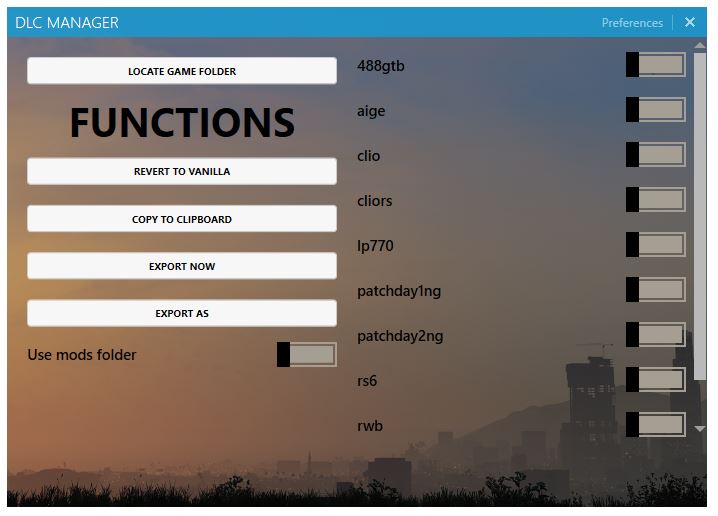 DLC MANAGER
Preferences
LOCATE GAME FOLDER
FUNCTIONS
REVERT TO VANILLA
COPY TO CLIPBOARD
EXPORT NOW
EXPORT AS
Use mods folder
488gtb
aige
clio
cliors
lp770
patchday1ng
patchday2ng
rs6
rwb